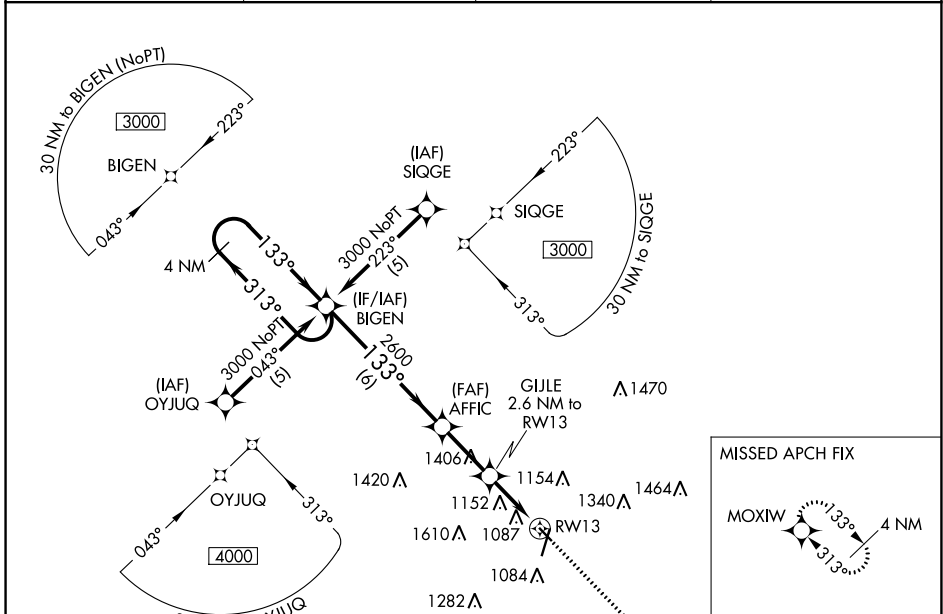 30 NM to BIGEN (NoPT)
3000
223°
BIGEN
043°
(IAF)
SIQGE
223°
SIQGE
3000
30 NM to SIQGE
313°
3000 NoPT
223°
(5)
4 NM
133°
313°
(IF/IAF)
BIGEN
3000 NoPT
043°
(5)
(IAF)
OYJUQ
2600
133°
(6)
(FAF)
AFFIC
GIJLE
2.6 NM to
RW13
1470
1406
1420
1154
1152
1340
1464
1610
1087
RW13
1084
1282
OYJUQ
313°
043°
4000
MISSED APCH FIX
MOXIW
133°
313°
4 NM